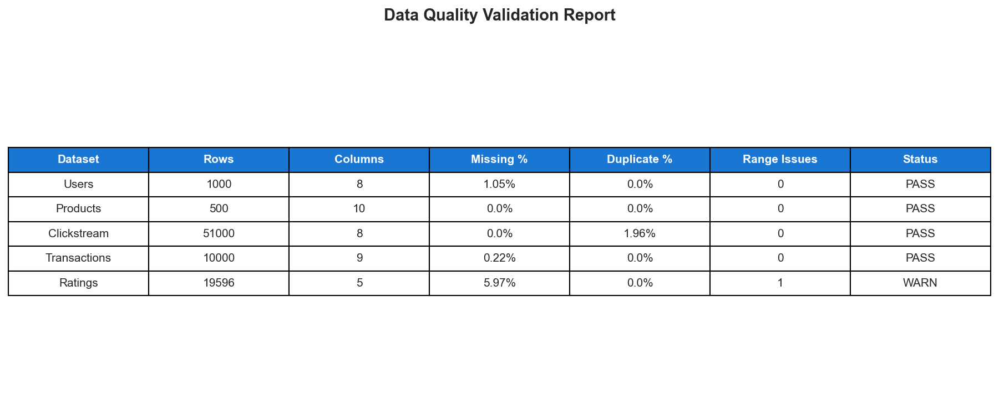 Data Quality Validation Report
Dataset Rows Columns Missing % Duplicate % Range Issues Status
Users 1000 8 1.05% 0.0% 0 PASS
Products 500 10 0.0% 0.0% 0 PASS
Clickstream 51000 8 0.0% 1.96% 0 PASS
Transactions 10000 9 0.22% 0.0% 0 PASS
Ratings 19596 5 5.97% 0.0% 1 WARN